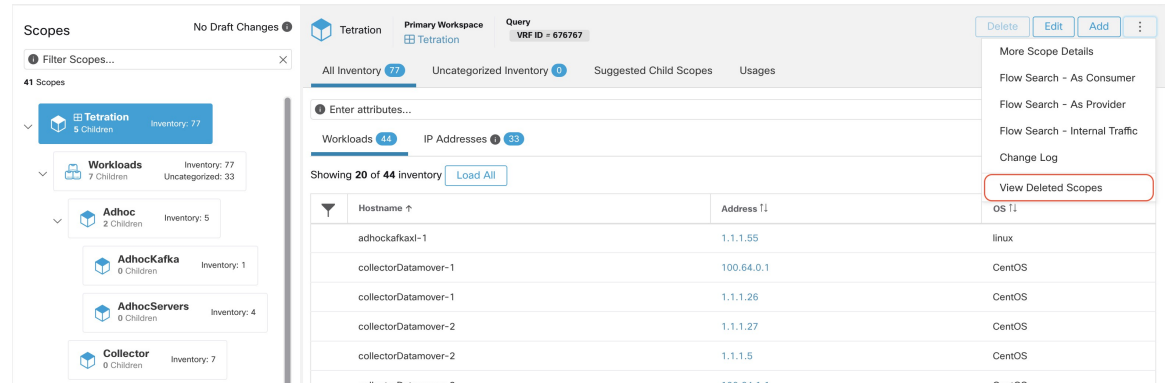 Scopes
No Draft Changes
Filter Scopes...
41 Scopes
Tetration
5 Children
Inventory: 77
Workloads
7 Children
Inventory: 77
Uncategorized: 33
Adhoc
2 Children
Inventory: 5
AdhocKafka
0 Children
Inventory: 1
AdhocServers
0 Children
Inventory: 4
Collector
0 Children
Inventory: 7
Tetration
Primary Workspace
Tetration
Query
VRF ID = 676767
Delete Edit Add
More Scope Details
Flow Search - As Consumer
Flow Search - As Provider
Flow Search - Internal Traffic
Change Log
View Deleted Scopes
All Inventory 77 Uncategorized Inventory 0 Suggested Child Scopes Usages
Enter attributes...
Workloads 44 IP Addresses 33
Showing 20 of 44 inventory Load All
Hostname ↑ Address ↑↓ OS ↑↓
adhockafkaxl-1 1.1.1.55 linux
collectorDatamover-1 100.64.0.1 CentOS
collectorDatamover-1 1.1.1.26 CentOS
collectorDatamover-2 1.1.1.27 CentOS
collectorDatamover-2 1.1.1.5 CentOS